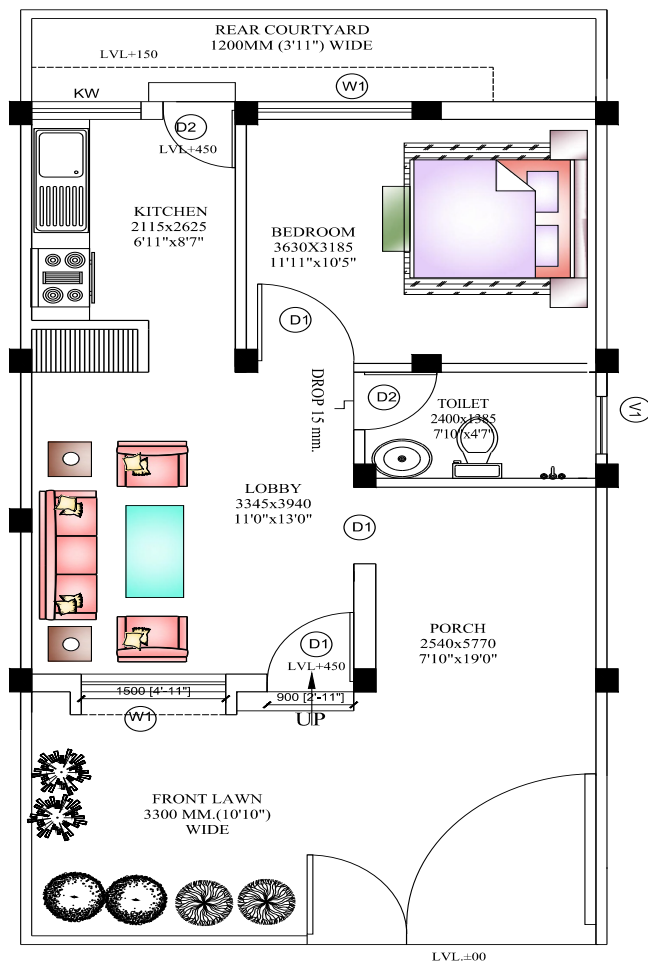 REAR COURTYARD
1200MM (3'11") WIDE
LVL+150
KW
W1
D2
LVL+450
KITCHEN
2115x2625
6'11"x8'7"
BEDROOM
3630X3185
11'11"x10'5"
D1
DROP 15 mm.
D2
TOILET
2400x1385
7'10"x4'7"
V1
LOBBY
3345x3940
11'0"x13'0"
D1
PORCH
2540x5770
7'10"x19'0"
D1
LVL+450
1500 [4'-11"]
900 [2'-11"]
W1
UP
FRONT LAWN
3300 MM.(10'10")
WIDE
LVL.±00